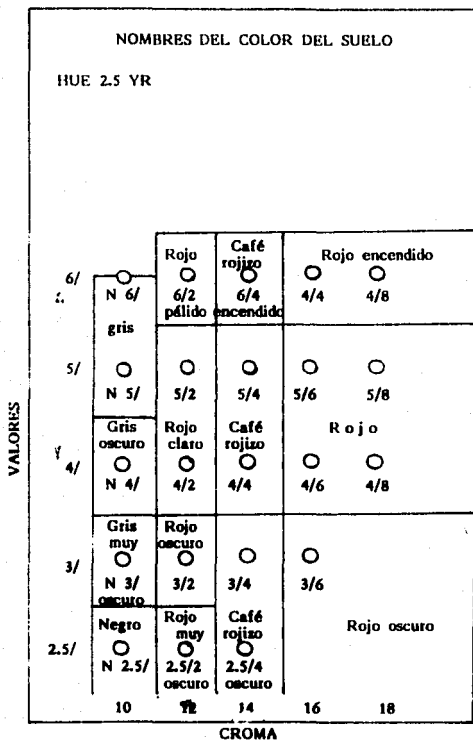 NOMBRES DEL COLOR DEL SUELO
HUE 2.5 YR
Rojo Café rojizo Rojo encendido
6/ N 6/ 6/2 6/4 4/4 4/8
pálido encendido
gris
5/ N 5/ 5/2 5/4 5/6 5/8
Gris oscuro Rojo claro Café rojizo Rojo
4/ N 4/ 4/2 4/4 4/6 4/8
Gris muy Rojo oscuro
3/ N 3/ 3/2 3/4 3/6
oscuro
Negro Rojo muy Café rojizo Rojo oscuro
2.5/ N 2.5/ 2.5/2 2.5/4
oscuro oscuro
10 12 14 16 18
CROMA
VALORES